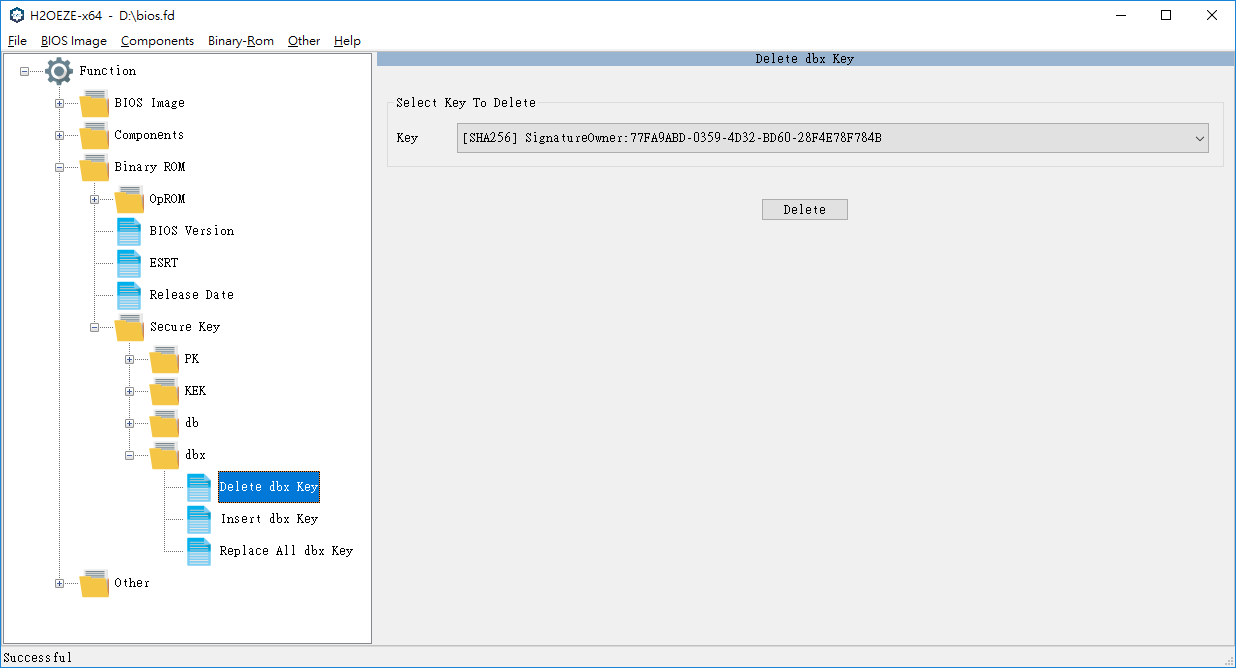 H2OEZE-x64 - D:\bios.fd
File BIOS Image Components Binary-Rom Other Help
Function
BIOS Image
Components
Binary ROM
OpROM
BIOS Version
ESRT
Release Date
Secure Key
PK
KEK
db
dbx
Delete dbx Key
Insert dbx Key
Replace All dbx Key
Other
Delete dbx Key
Select Key To Delete
Key [SHA256] SignatureOwner:77FA9ABD-0359-4D32-BD60-28F4E78F784B
Delete
Successful